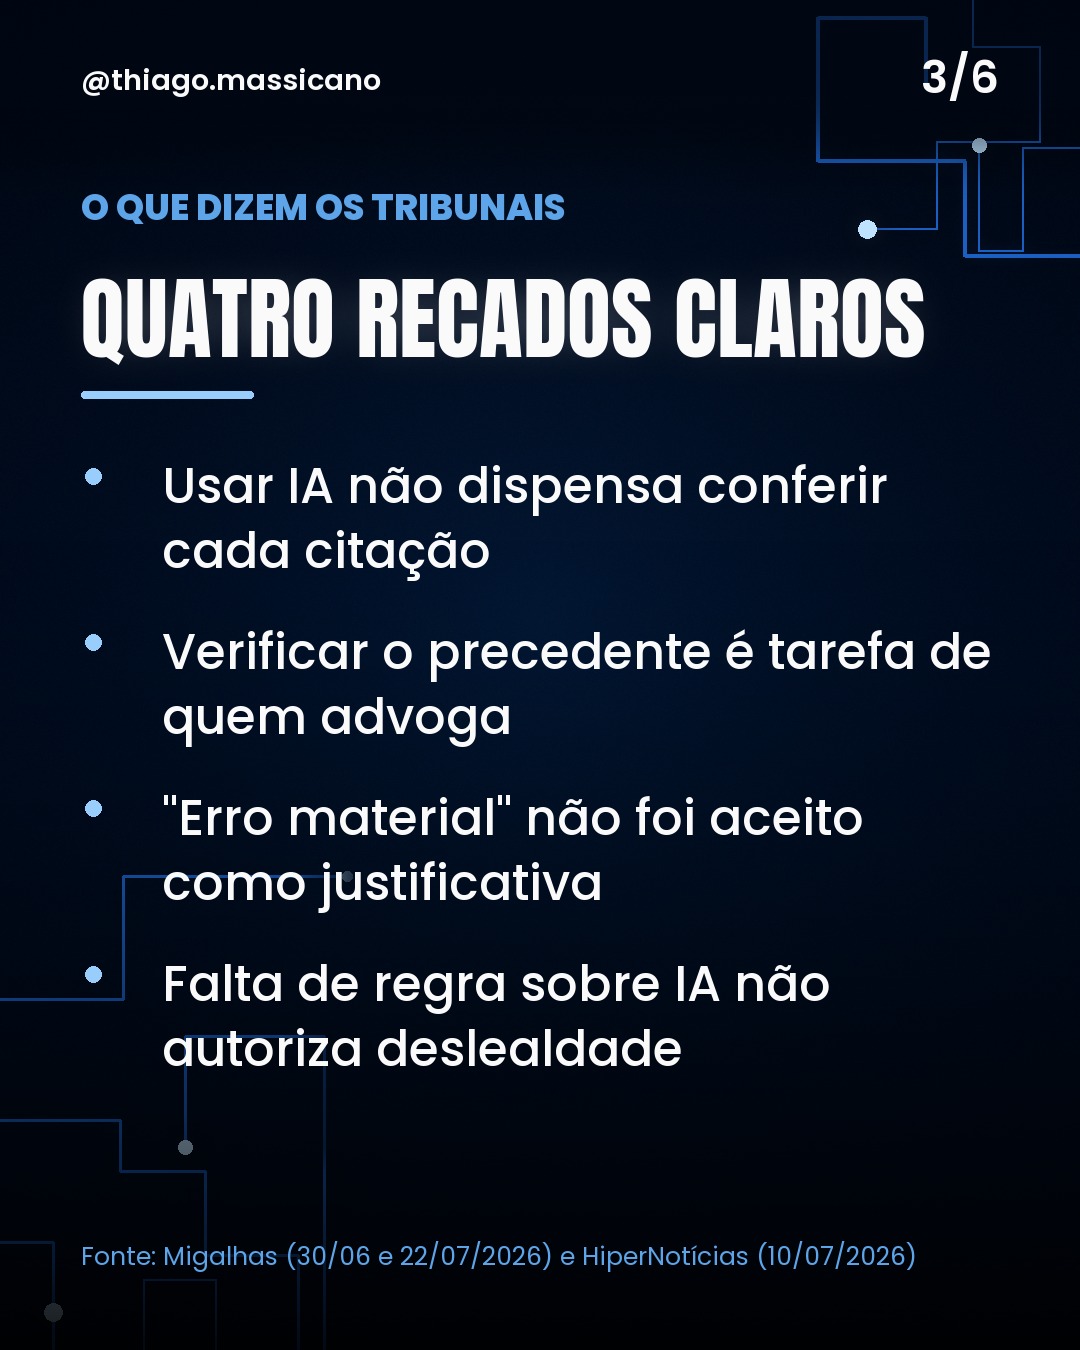 @thiago.massicano
3/6
O QUE DIZEM OS TRIBUNAIS
QUATRO RECADOS CLAROS
Usar IA não dispensa conferir
cada citação
Verificar o precedente é tarefa de
quem advoga
"Erro material" não foi aceito
como justificativa
Falta de regra sobre IA não
autoriza deslealdade
Fonte: Migalhas (30/06 e 22/07/2026) e HiperNotícias (10/07/2026)